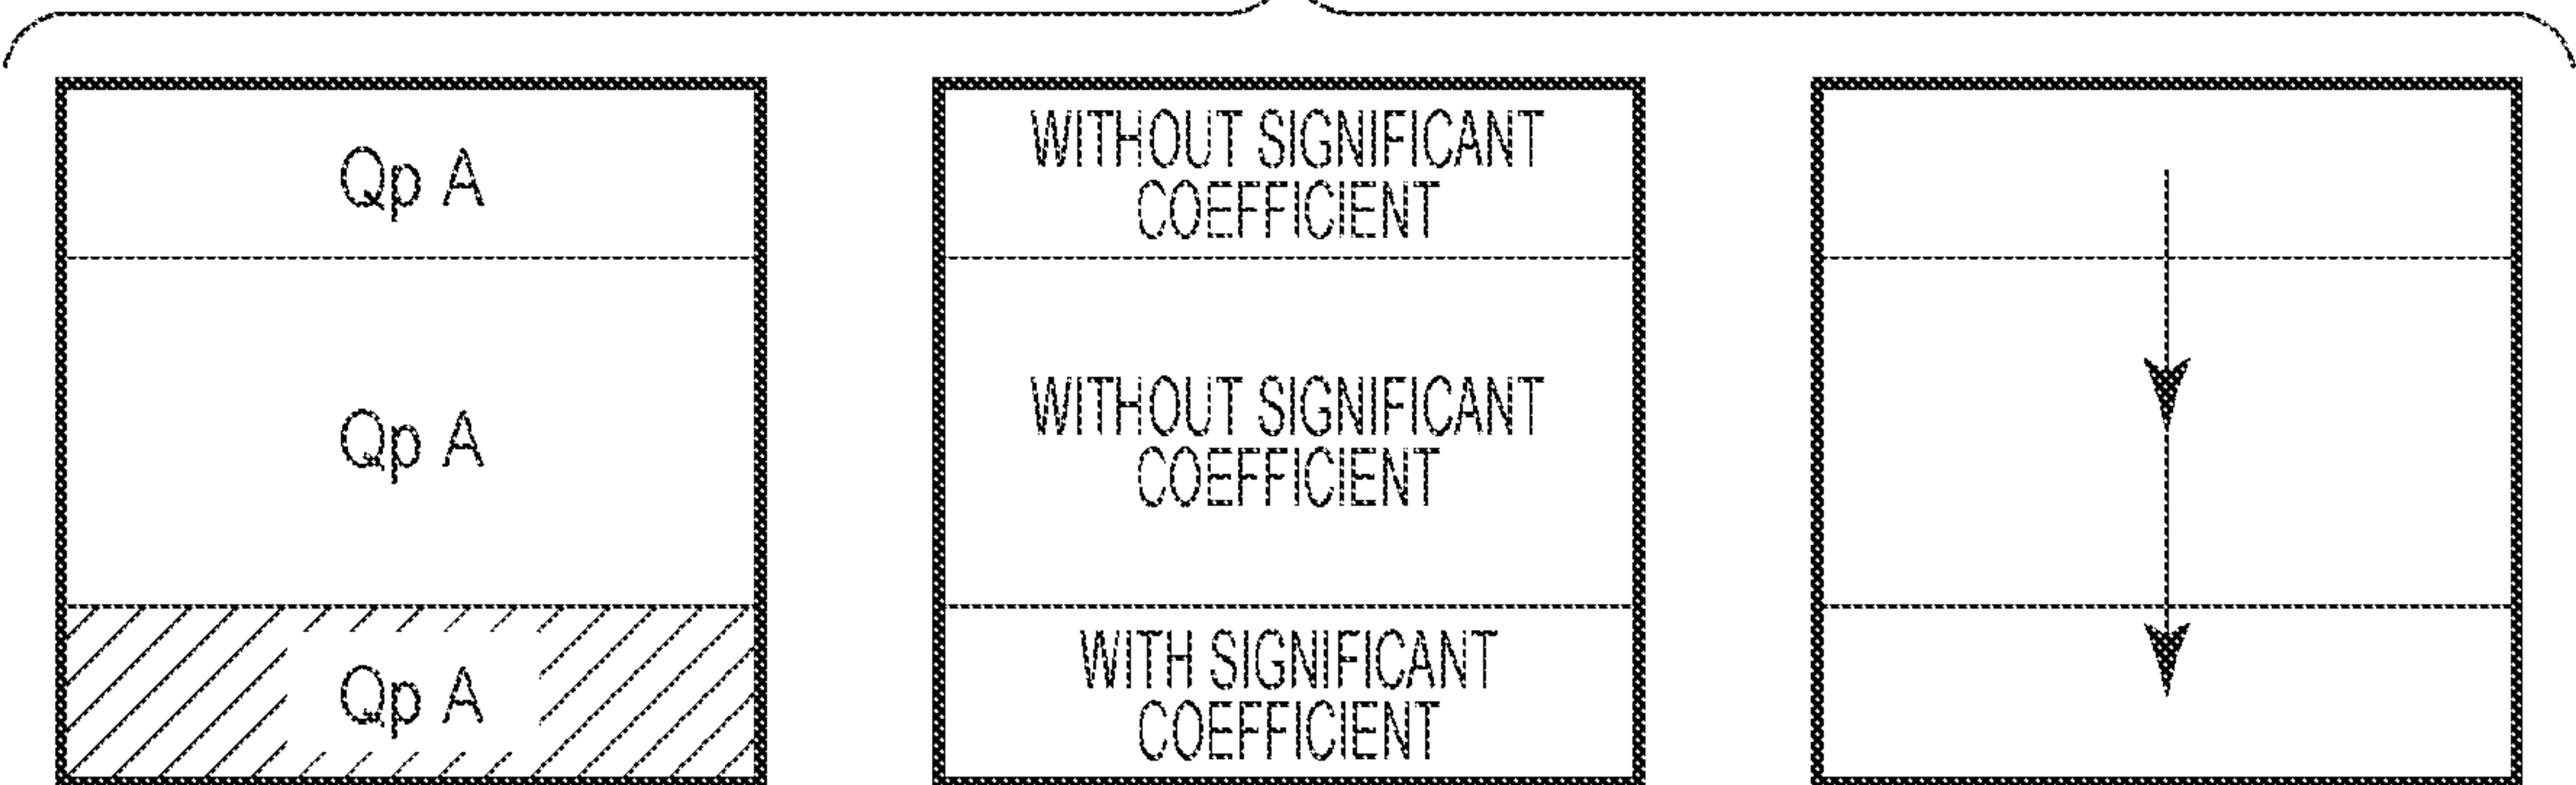 Qp A
Qp A
Qp A
WITHOUT SIGNIFICANT
COEFFICIENT
WITHOUT SIGNIFICANT
COEFFICIENT
WITH SIGNIFICANT
COEFFICIENT